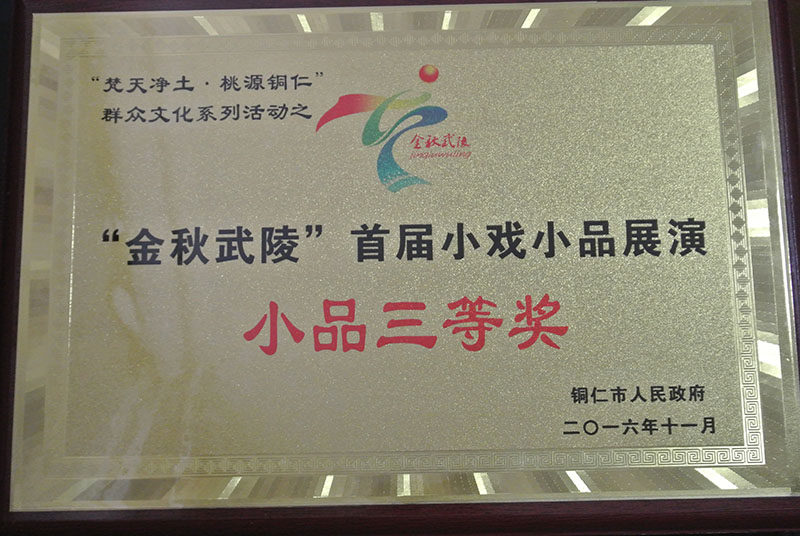 “梵天净土·桃源铜仁”
群众文化系列活动之
金秋武陵
jinqiuwuling
“金秋武陵”首届小戏小品展演
小品三等奖
铜仁市人民政府
二〇一六年十一月